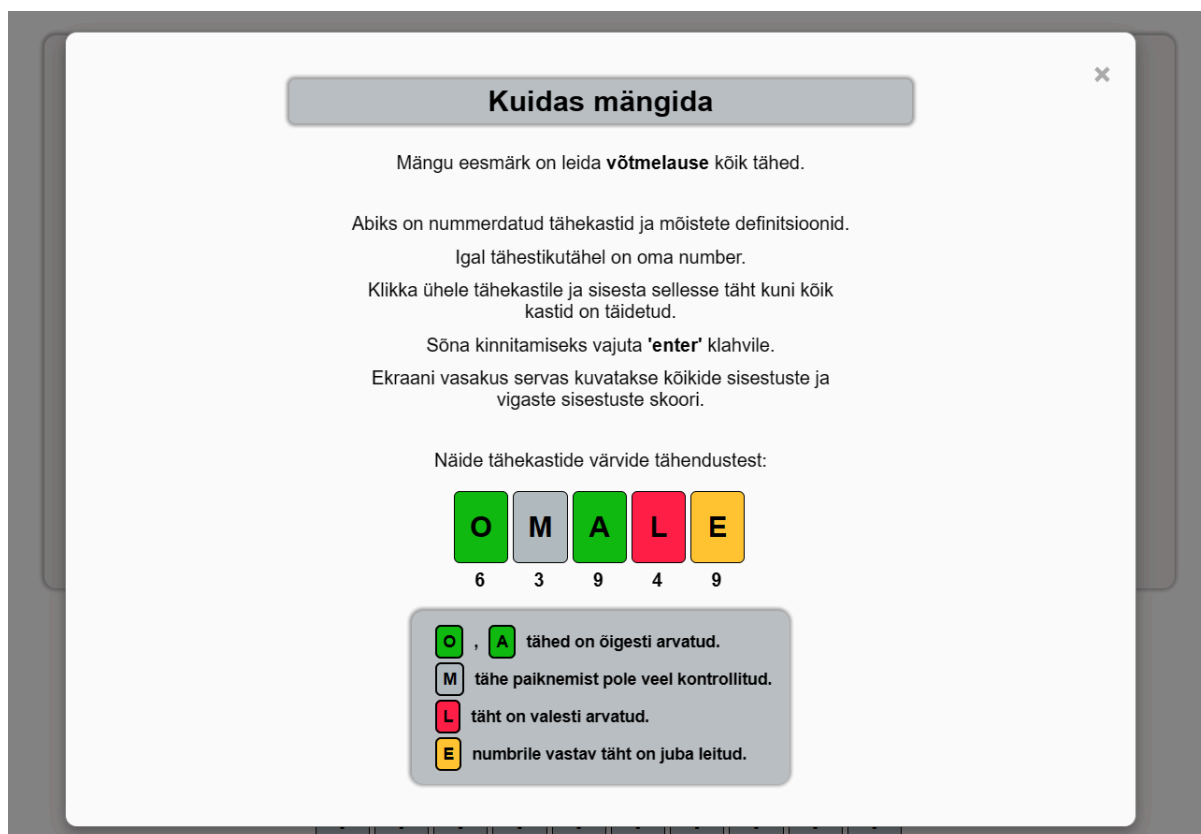 ×
Kuidas mängida
Mängu eesmärk on leida võtmelause kõik tähed.
Abiks on nummerdatud tähekastid ja mõistete definitsioonid.
Igal tähestikutähel on oma number.
Klikka ühele tähekastile ja sisesta sellesse täht kuni kõik
kastid on täidetud.
Sõna kinnitamiseks vajuta 'enter' klahvile.
Ekraani vasakus servas kuvatakse kõikide sisestuste ja
vigaste sisestuste skoori.
Näide tähekastide värvide tähendustest:
O M A L E
6 3 9 4 9
O , A tähed on õigesti arvatud.
M tähe paiknemist pole veel kontrollitud.
L täht on valesti arvatud.
E numbrile vastav täht on juba leitud.